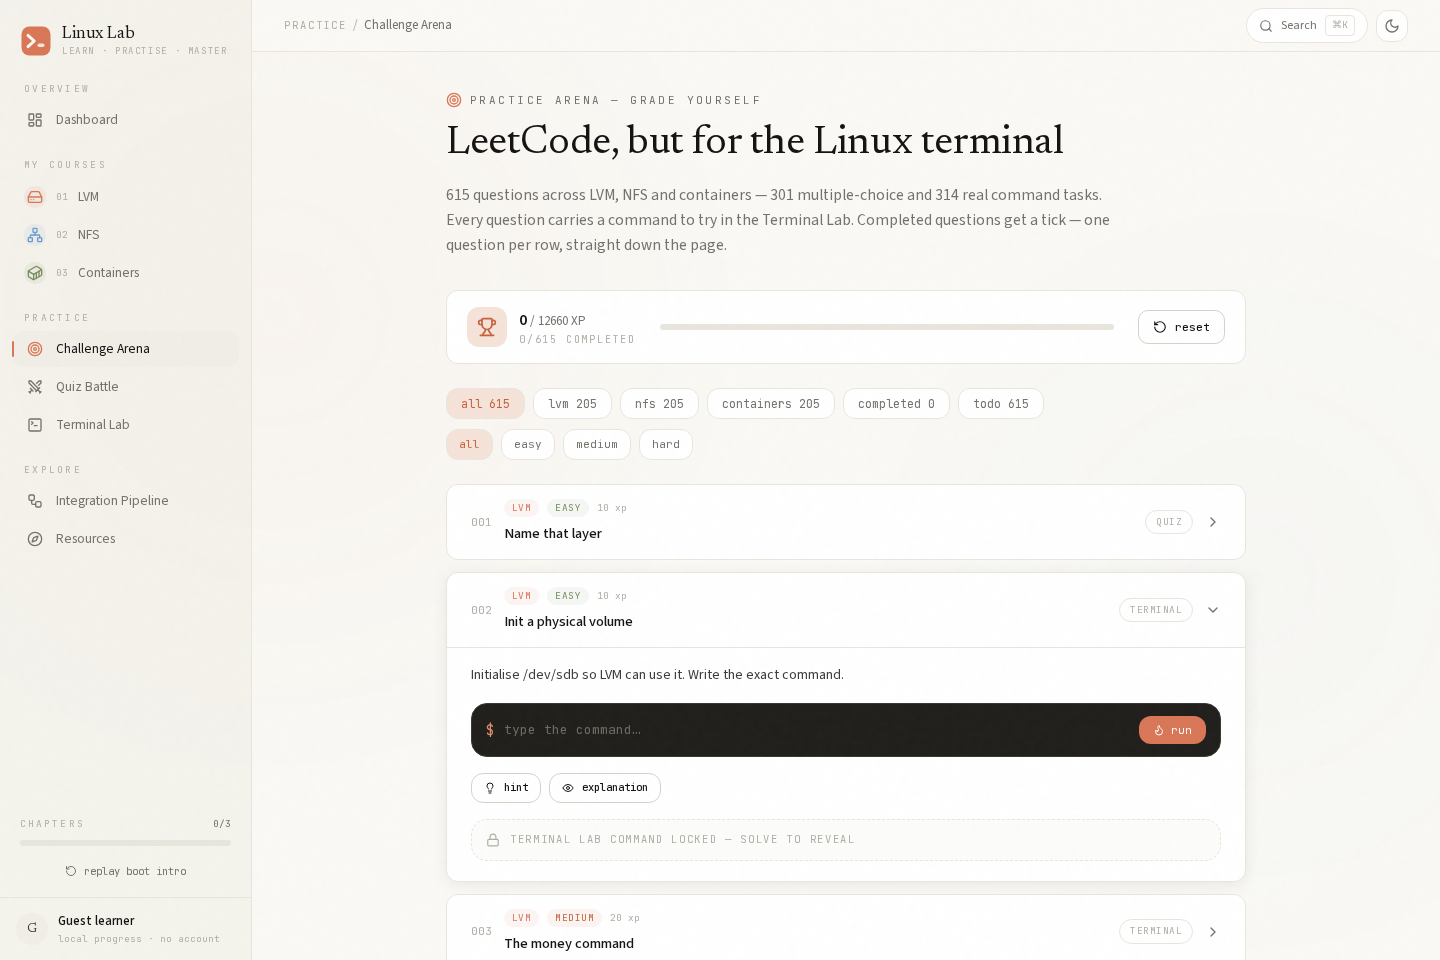 Linux Lab
LEARN · PRACTISE · MASTER
OVERVIEW
Dashboard
MY COURSES
01 LVM
02 NFS
03 Containers
PRACTICE
Challenge Arena
Quiz Battle
Terminal Lab
EXPLORE
Integration Pipeline
Resources
CHAPTERS 0/3
replay boot intro
G
Guest learner
local progress · no account
PRACTICE / Challenge Arena
Search ⌘K
PRACTICE ARENA — GRADE YOURSELF
LeetCode, but for the Linux terminal
615 questions across LVM, NFS and containers — 301 multiple-choice and 314 real command tasks.
Every question carries a command to try in the Terminal Lab. Completed questions get a tick — one
question per row, straight down the page.
0 / 12660 XP
0/615 COMPLETED
reset
all 615
lvm 205
nfs 205
containers 205
completed 0
todo 615
all
easy
medium
hard
001
LVM EASY 10 xp
Name that layer
QUIZ
002
LVM EASY 10 xp
Init a physical volume
TERMINAL
Initialise /dev/sdb so LVM can use it. Write the exact command.
$ type the command…
run
hint
explanation
TERMINAL LAB COMMAND LOCKED — SOLVE TO REVEAL
003
LVM MEDIUM 20 xp
The money command
TERMINAL